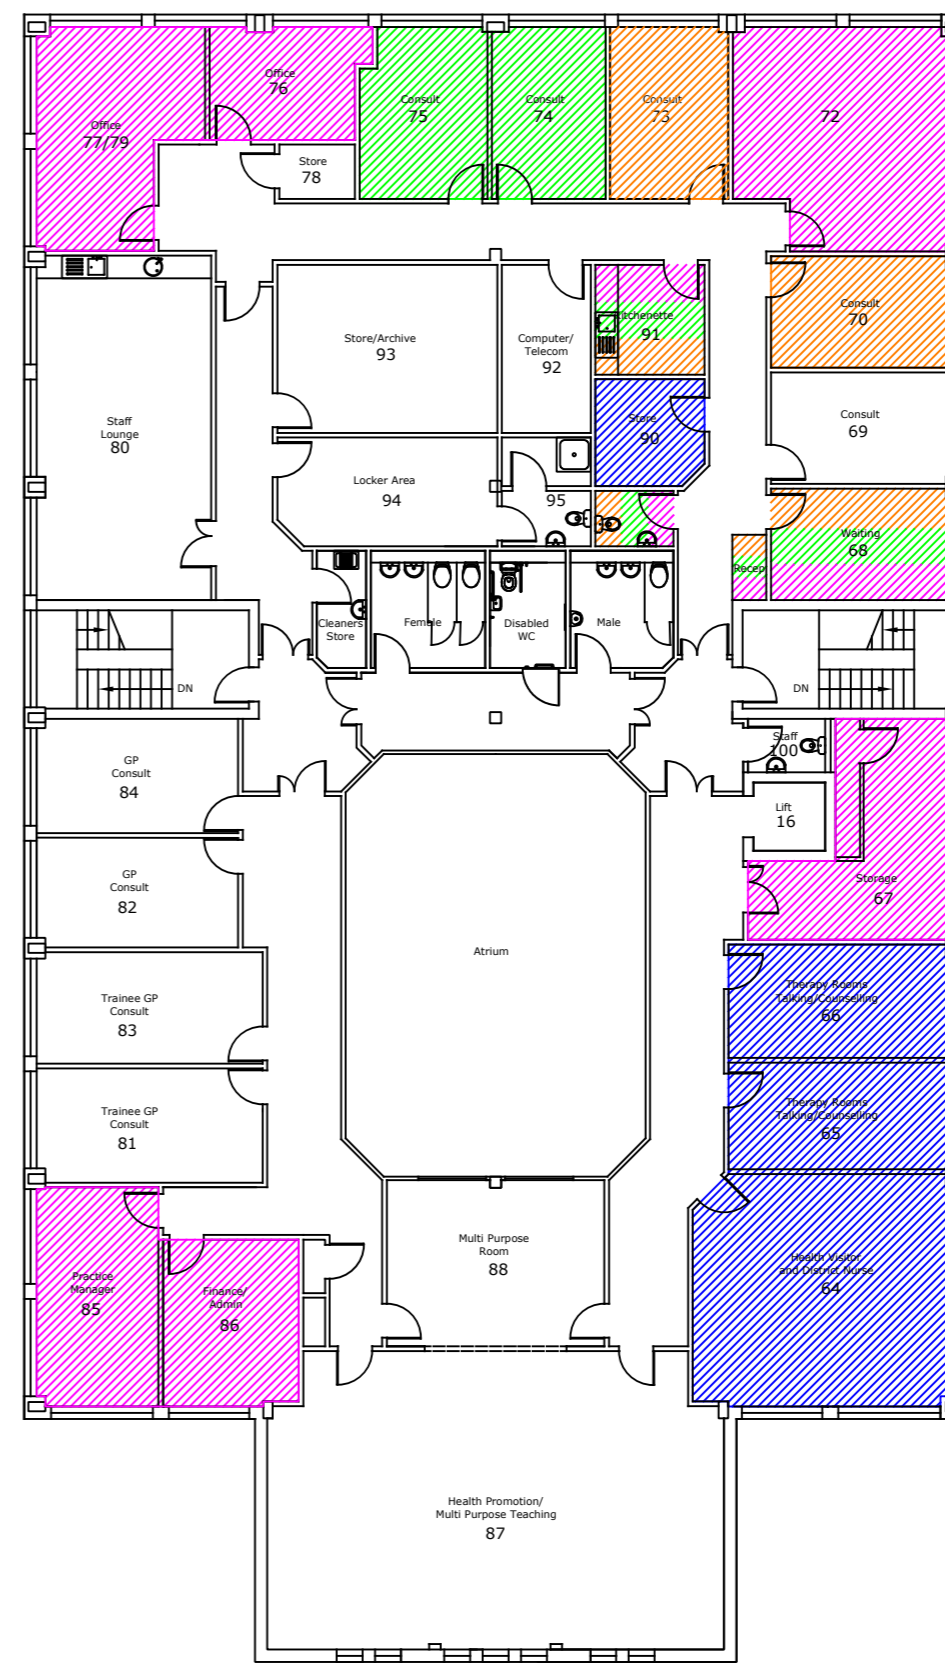 Office
76
Office
77/79
Consult
75
Consult
74
Consult
73
72
Store
78
Store/Archive
93
Computer/
Telecom
92
Kitchenette
91
Consult
70
Staff
Lounge
80
Store
90
Consult
69
Locker Area
94
95
Waiting
68
Recep
Cleaners
Store
Female
Disabled
WC
Male
DN
DN
Staff
100
GP
Consult
84
Lift
16
GP
Consult
82
Storage
67
Atrium
Trainee GP
Consult
83
Therapy Rooms
Talking/Counselling
66
Trainee GP
Consult
81
Therapy Rooms
Talking/Counselling
65
Multi Purpose
Room
88
Health Visitor
and District Nurse
64
Practice
Manager
85
Finance/
Admin
86
Health Promotion/
Multi Purpose Teaching
87